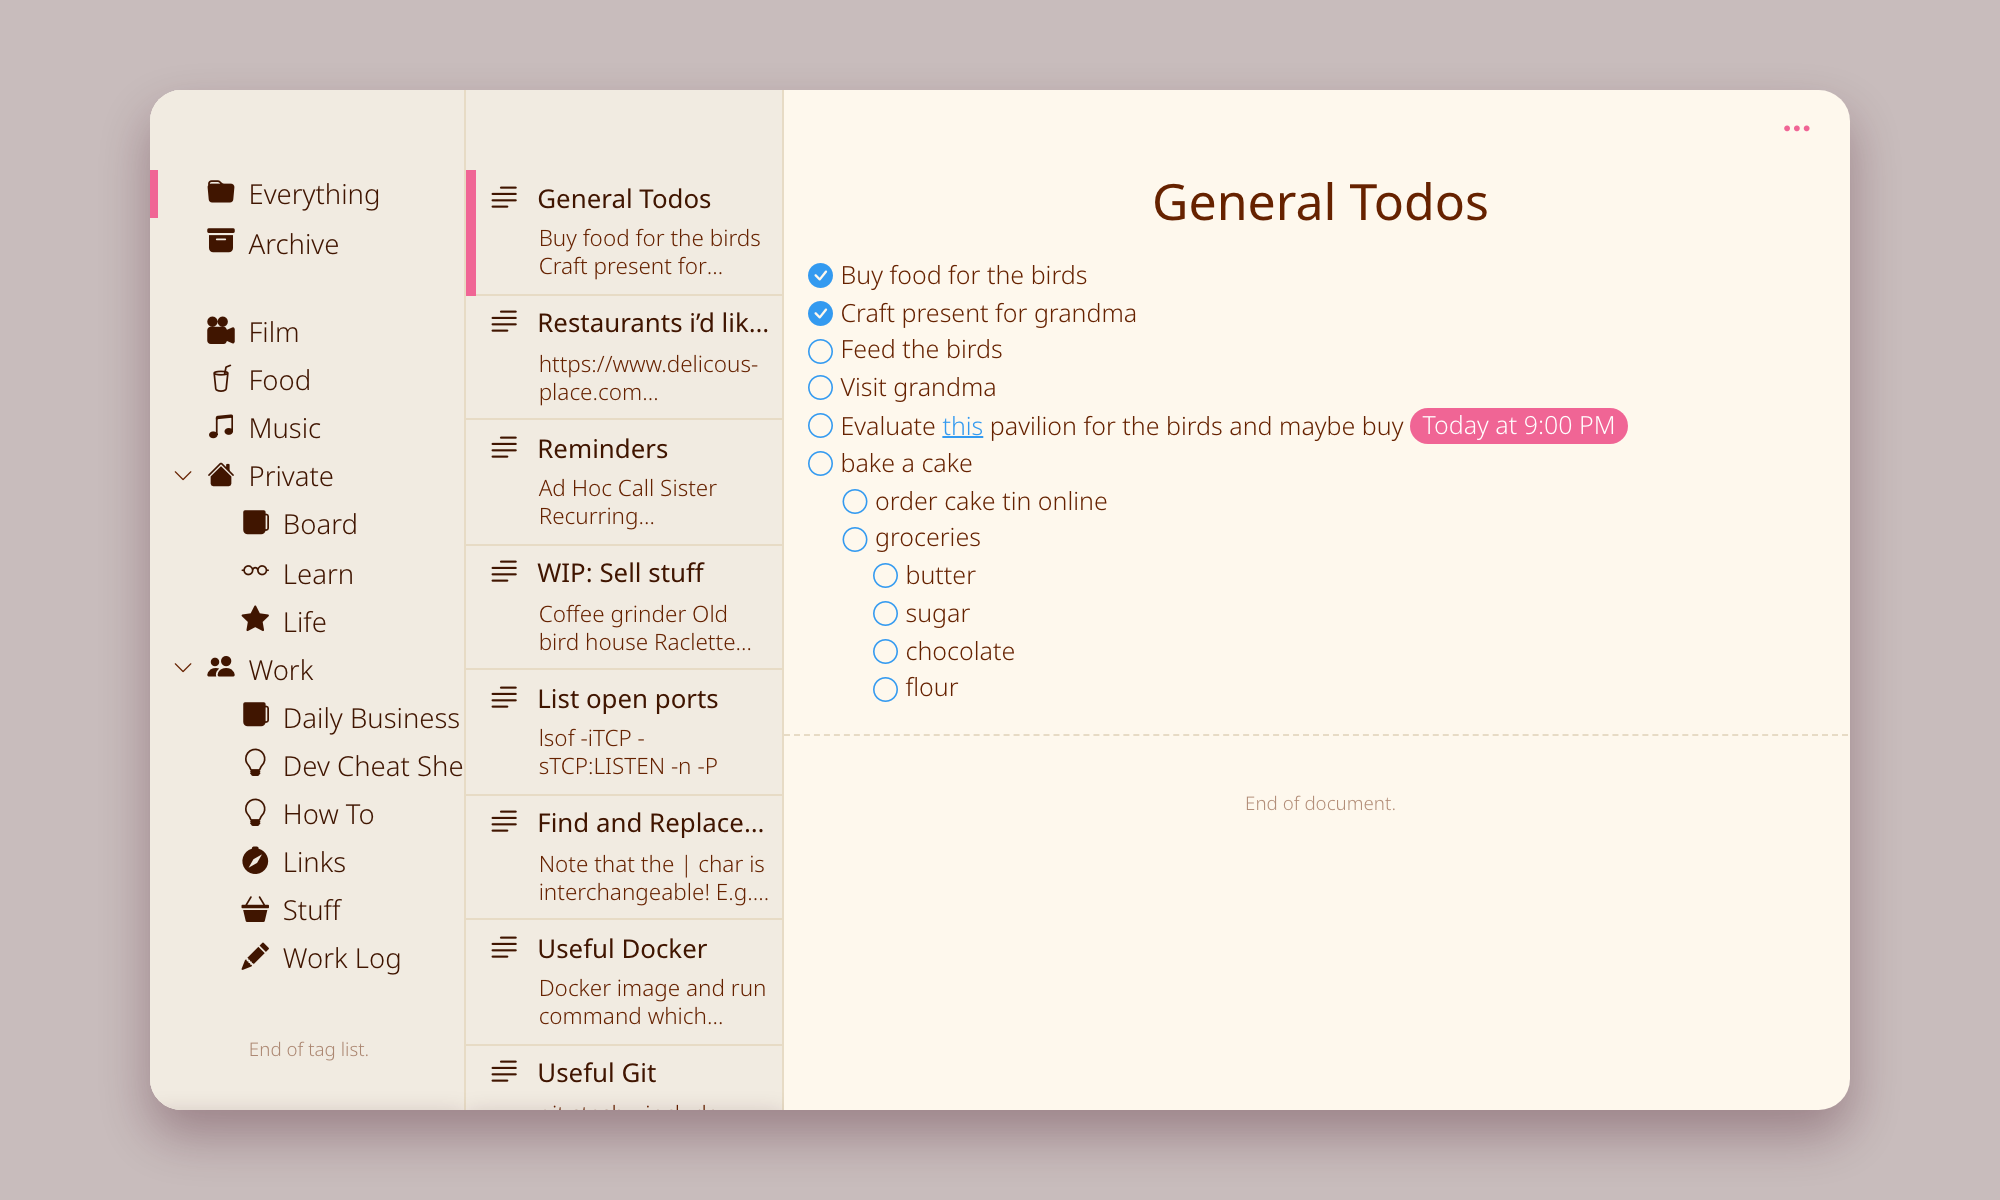 Everything
Archive
Film
Food
Music
Private
Board
Learn
Life
Work
Daily Business
Dev Cheat She
How To
Links
Stuff
Work Log
End of tag list.
General Todos
Buy food for the birds
Craft present for...
Restaurants i’d lik...
https://www.delicous-
place.com...
Reminders
Ad Hoc Call Sister
Recurring...
WIP: Sell stuff
Coffee grinder Old
bird house Raclette...
List open ports
lsof -iTCP -
sTCP:LISTEN -n -P
Find and Replace...
Note that the | char is
interchangeable! E.g....
Useful Docker
Docker image and run
command which...
Useful Git
General Todos
Buy food for the birds
Craft present for grandma
Feed the birds
Visit grandma
Evaluate this pavilion for the birds and maybe buy Today at 9:00 PM
bake a cake
order cake tin online
groceries
butter
sugar
chocolate
flour
End of document.